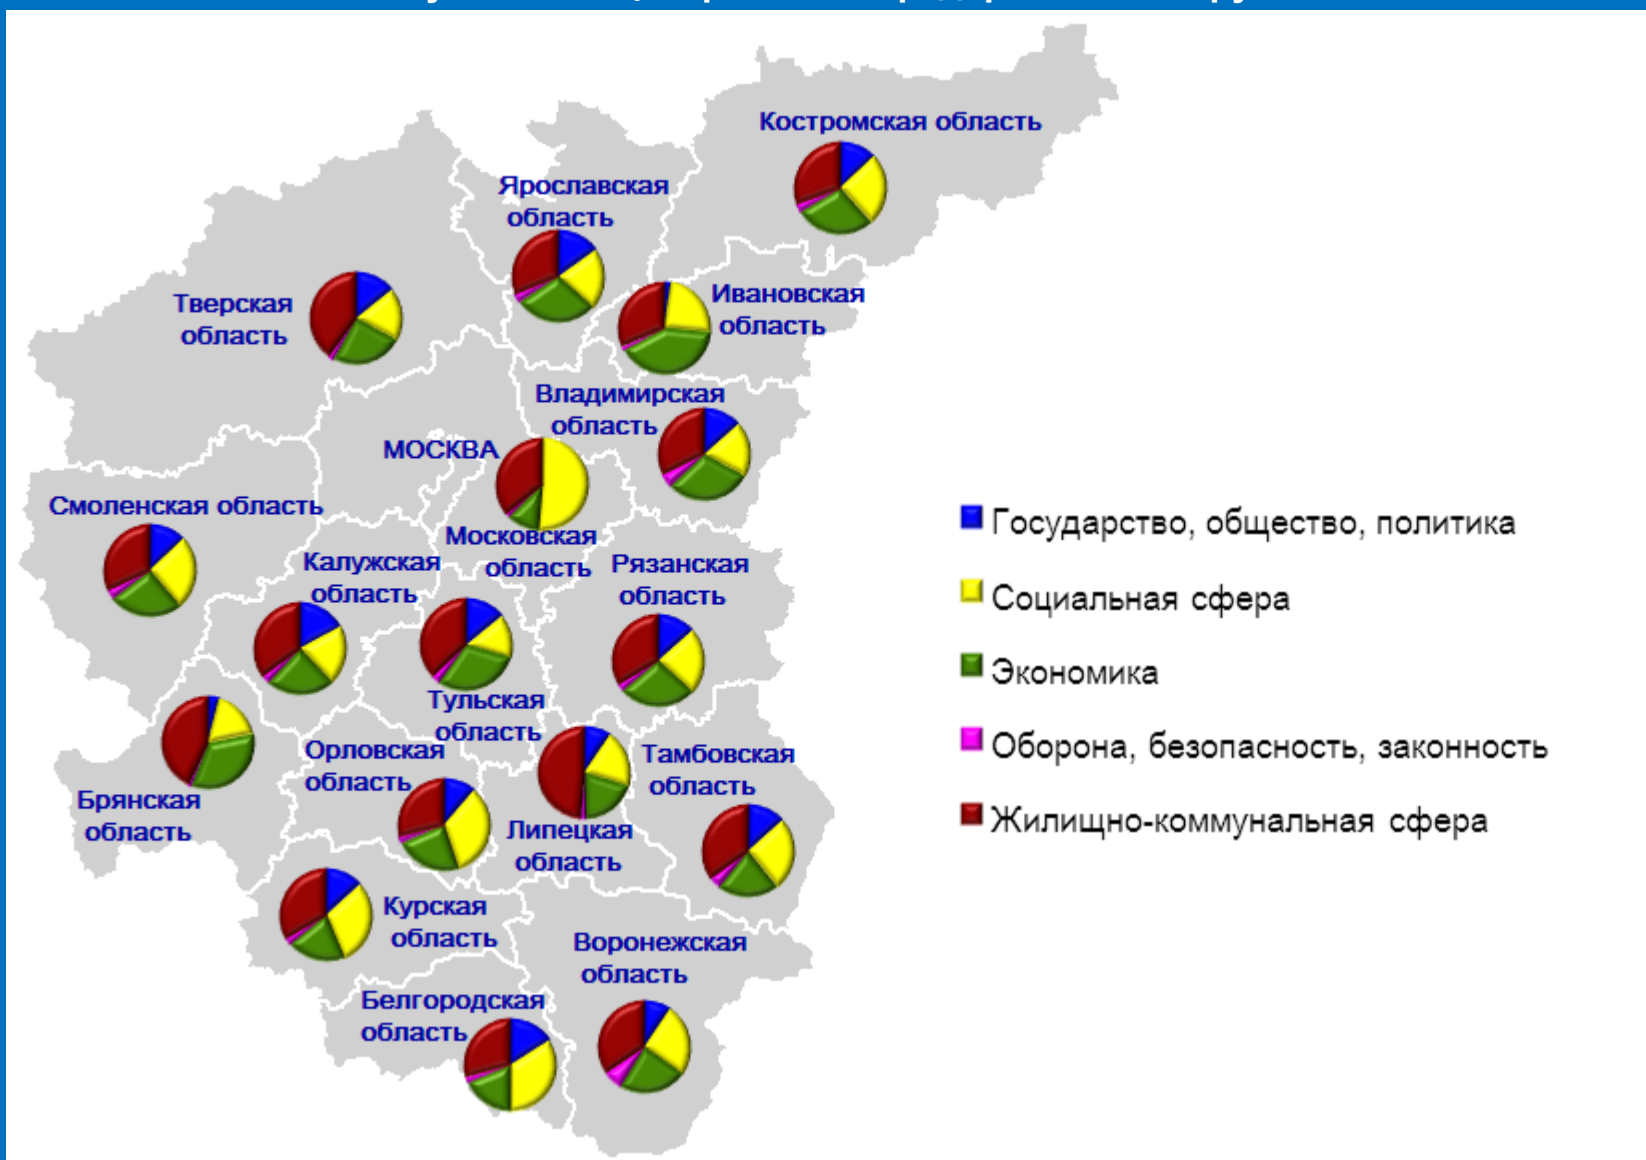 Костромская область
Ярославская
область
Ивановская
область
Тверская
область
Владимирская
область
МОСКВА
Смоленская область
Московская
область
Калужская
область
Рязанская
область
Тульская
область
Орловская
область
Тамбовская
область
Брянская
область
Липецкая
область
Курская
область
Воронежская
область
Белгородская
область
Государство, общество, политика
Социальная сфера
Экономика
Оборона, безопасность, законность
Жилищно-коммунальная сфера